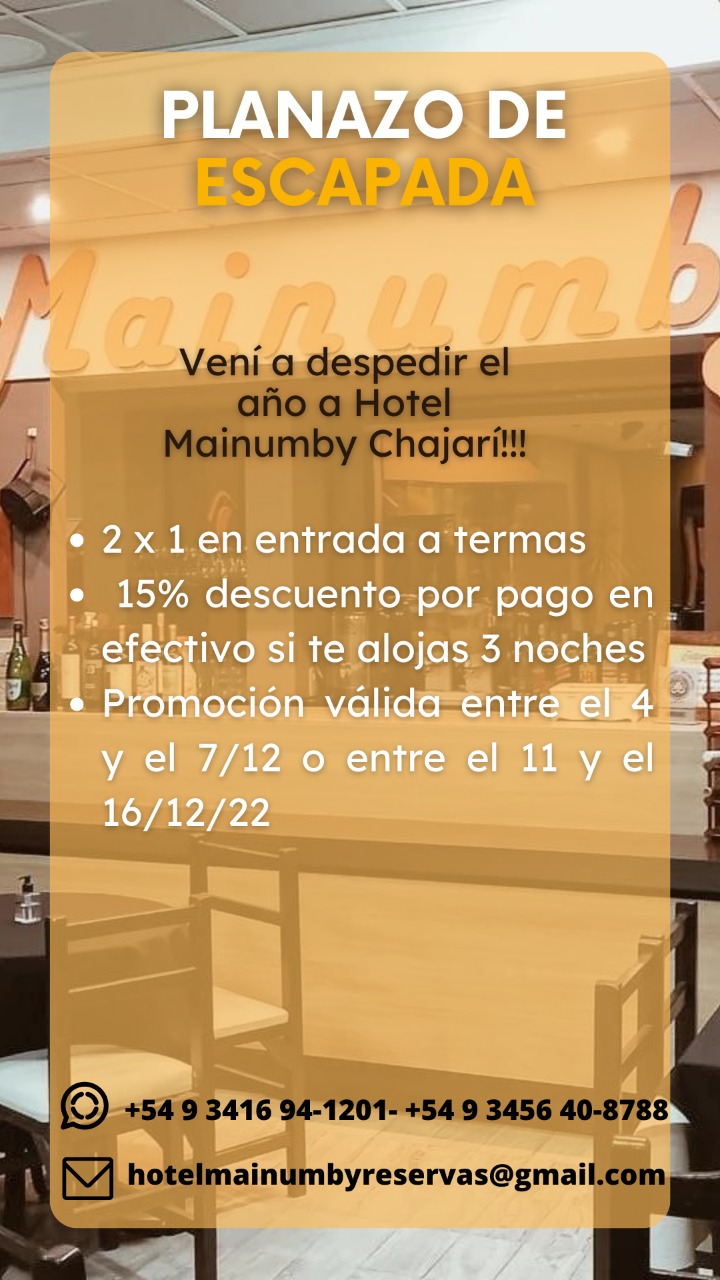 PLANAZO DE
ESCAPADA
Mainumb
Vení a despedir el
año a Hotel
Mainumby Chajarí!!!
• 2 x 1 en entrada a termas
• 15% descuento por pago en
efectivo si te alojas 3 noches
• Promoción válida entre el 4
y el 7/12 o entre el 11 y el
16/12/22
+54 9 3416 94-1201- +54 9 3456 40-8788
hotelmainumbyreservas@gmail.com